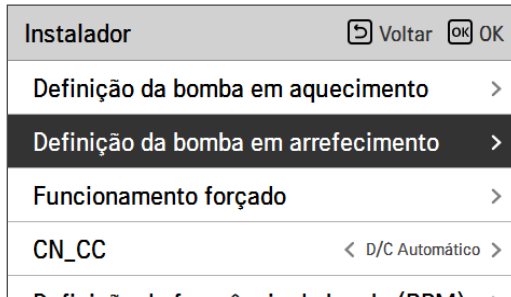 Instalador Voltar OK OK
Definição da bomba em aquecimento
Definição da bomba em arrefecimento
Funcionamento forçado
CN_CC D/C Automático